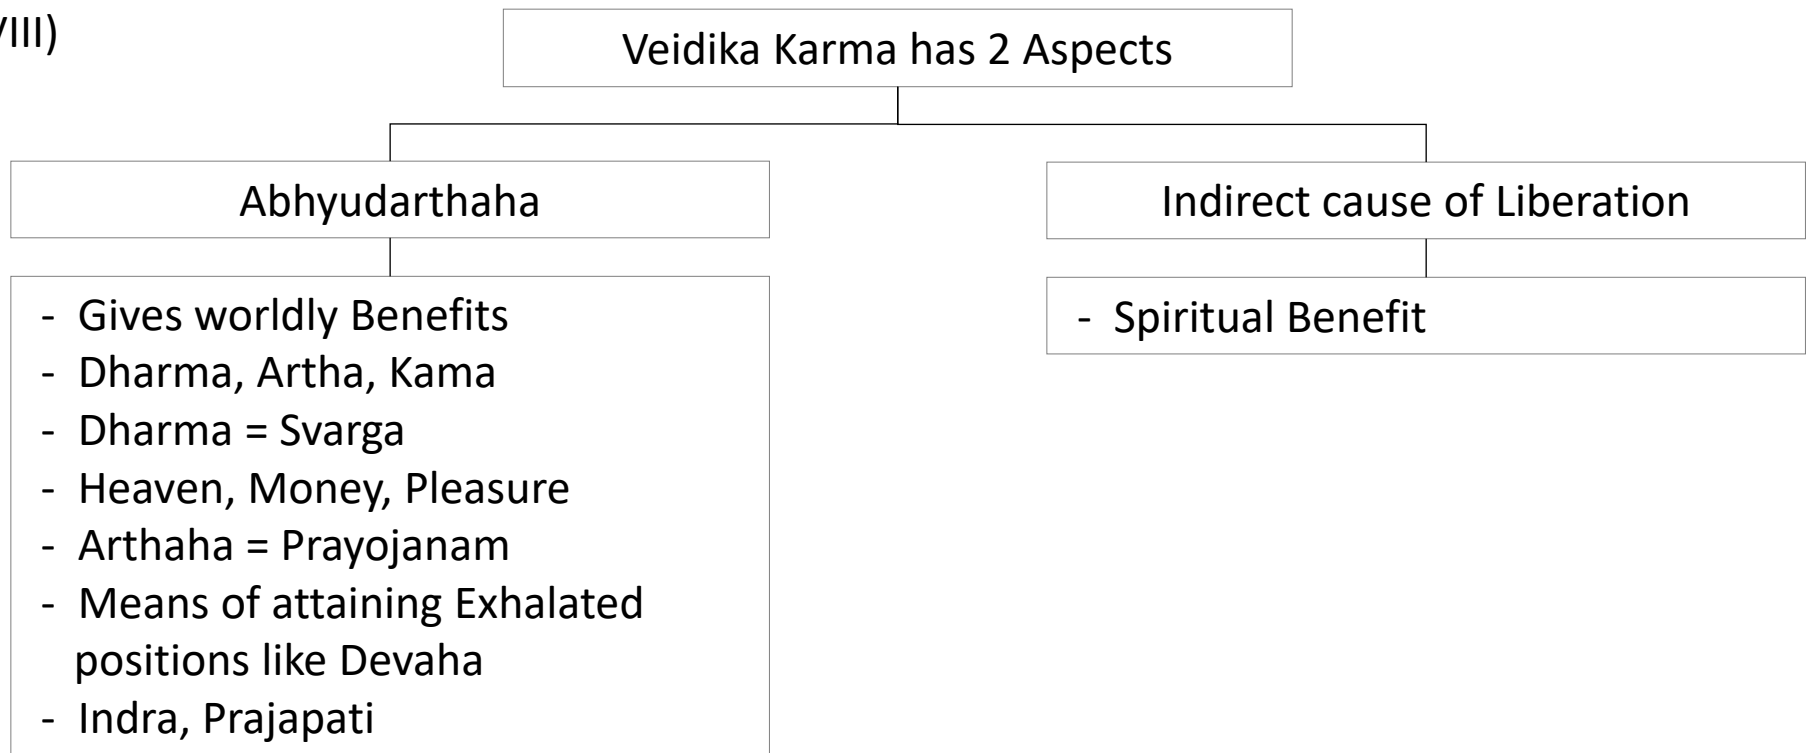 VIII)
Veidika Karma has 2 Aspects
Abhyudarthaha
Indirect cause of Liberation
- Gives worldly Benefits
- Dharma, Artha, Kama
- Dharma = Svarga
- Heaven, Money, Pleasure
- Arthaha = Prayojanam
- Means of attaining Exhalated
positions like Devaha
- Indra, Prajapati
- Spiritual Benefit